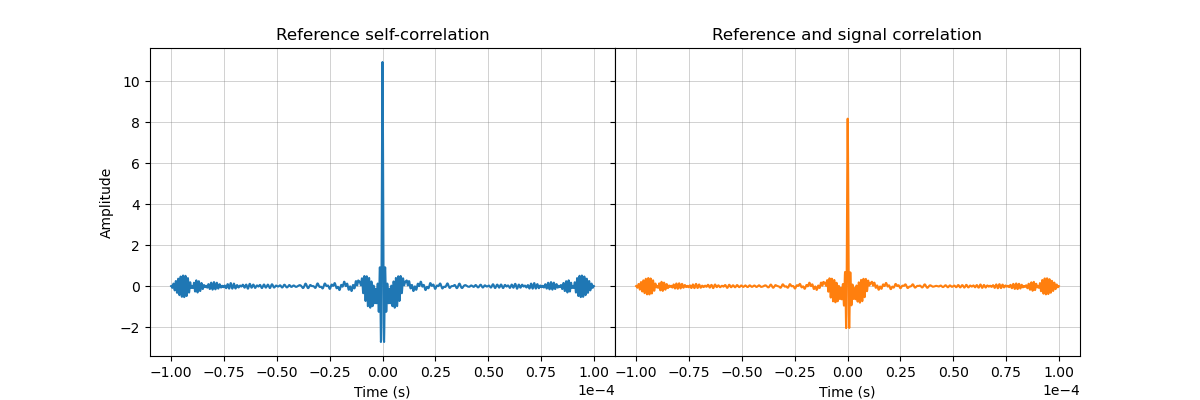 Reference self-correlation
Reference and signal correlation
Amplitude
10
8
6
4
2
0
−2
−1.00 −0.75 −0.50 −0.25 0.00 0.25 0.50 0.75 1.00
1e−4
Time (s)
−1.00 −0.75 −0.50 −0.25 0.00 0.25 0.50 0.75 1.00
1e−4
Time (s)